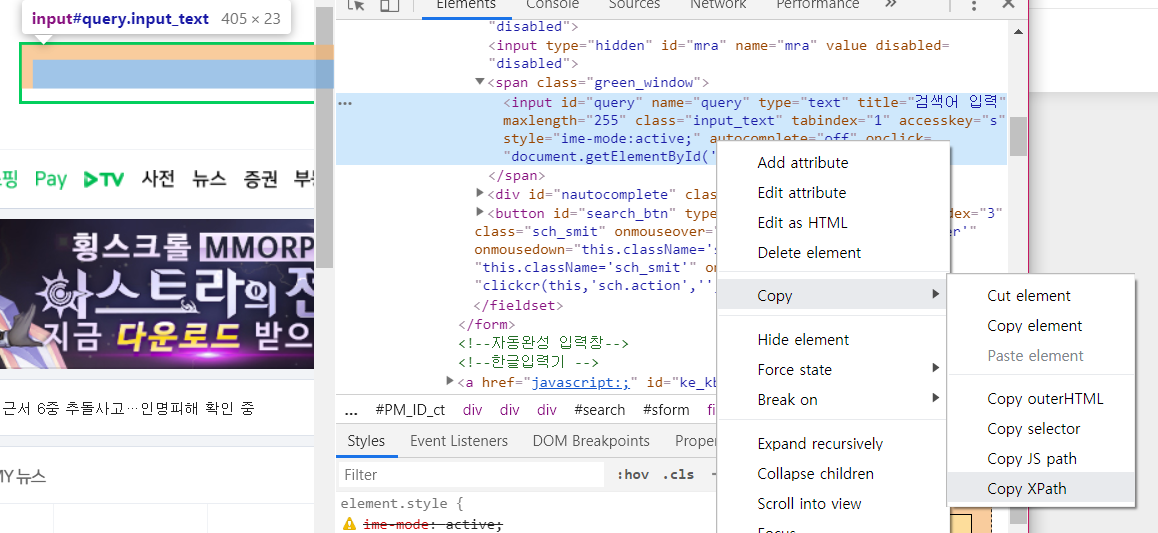 Elements Console Sources Network Performance »
input#query.input_text 405 × 23
"disabled">
<input type="hidden" id="mra" name="mra" value disabled=
"disabled">
<span class="green_window">
<input id="query" name="query" type="text" title="검색어 입력"
maxlength="255" class="input_text" tabindex="1" accesskey="s"
style="ime-mode:active;" autocomplete="off" onclick=
"document.getElementById('
</span>
<div id="nautocomplete" clas
<button id="search_btn" type dex="3"
class="sch_smit" onmouseover=" er'"
onmousedown="this.className='s
"this.className='sch_smit'" on
"clickcr(this,'sch.action','',
</fieldset>
</form>
<!--자동완성 입력창-->
<!--한글입력기 -->
<a href="javascript:;" id="ke_kb
... #PM_ID_ct div div div #search #sform fi
Styles Event Listeners DOM Breakpoints Proper
Filter :hov .cls
element.style {
ime-mode: active;
Add attribute
Edit attribute
Edit as HTML
Delete element
Copy
Hide element
Force state
Break on
Expand recursively
Collapse children
Scroll into view
Focus
Cut element
Copy element
Paste element
Copy outerHTML
Copy selector
Copy JS path
Copy XPath
핑 Pay TV 사전 뉴스 증권 부동
횡스크롤 MMORP
아스트라의 전
지금 다운로드 받으
근서 6중 추돌사고…인명피해 확인 중
MY 뉴스